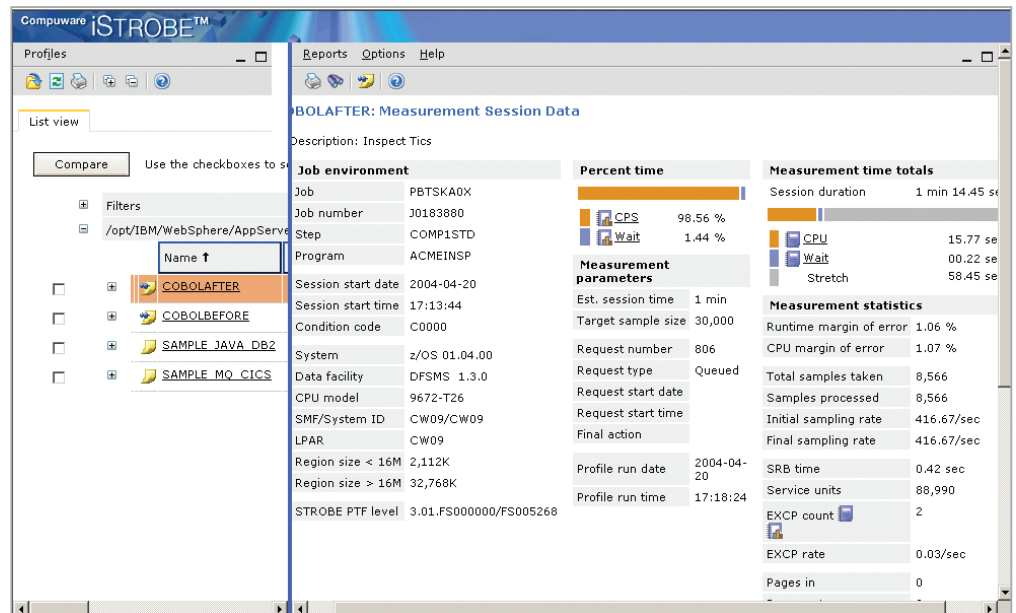 Compuware iSTROBE™
Profiles
Reports Options Help
List view
Compare Use the checkboxes to
Filters
/opt/IBM/WebSphere/AppServe
Name ↑
COBOLAFTER
COBOLBEFORE
SAMPLE JAVA DB2
SAMPLE MQ CICS
OBOLAFTER: Measurement Session Data
Description: Inspect Tics
Job environment
Job PBTSKA0X
Job number J0183880
Step COMP1STD
Program ACMEINSP
Session start date 2004-04-20
Session start time 17:13:44
Condition code C0000
System z/OS 01.04.00
Data facility DFSMS 1.3.0
CPU model 9672-T26
SMF/System ID CW09/CW09
LPAR CW09
Region size < 16M 2,112K
Region size > 16M 32,768K
STROBE PTF level 3.01.FS000000/FS005268
Percent time
CPS 98.56 %
Wait 1.44 %
Measurement
parameters
Est. session time 1 min
Target sample size 30,000
Request number 806
Request type Queued
Request start date
Request start time
Final action
Profile run date 2004-04-
20
Profile run time 17:18:24
Measurement time totals
Session duration 1 min 14.45 se
CPU 15.77 se
Wait 00.22 se
Stretch 58.45 se
Measurement statistics
Runtime margin of error 1.06 %
CPU margin of error 1.07 %
Total samples taken 8,566
Samples processed 8,566
Initial sampling rate 416.67/sec
Final sampling rate 416.67/sec
SRB time 0.42 sec
Service units 88,990
EXCP count 2
EXCP rate 0.03/sec
Pages in 0